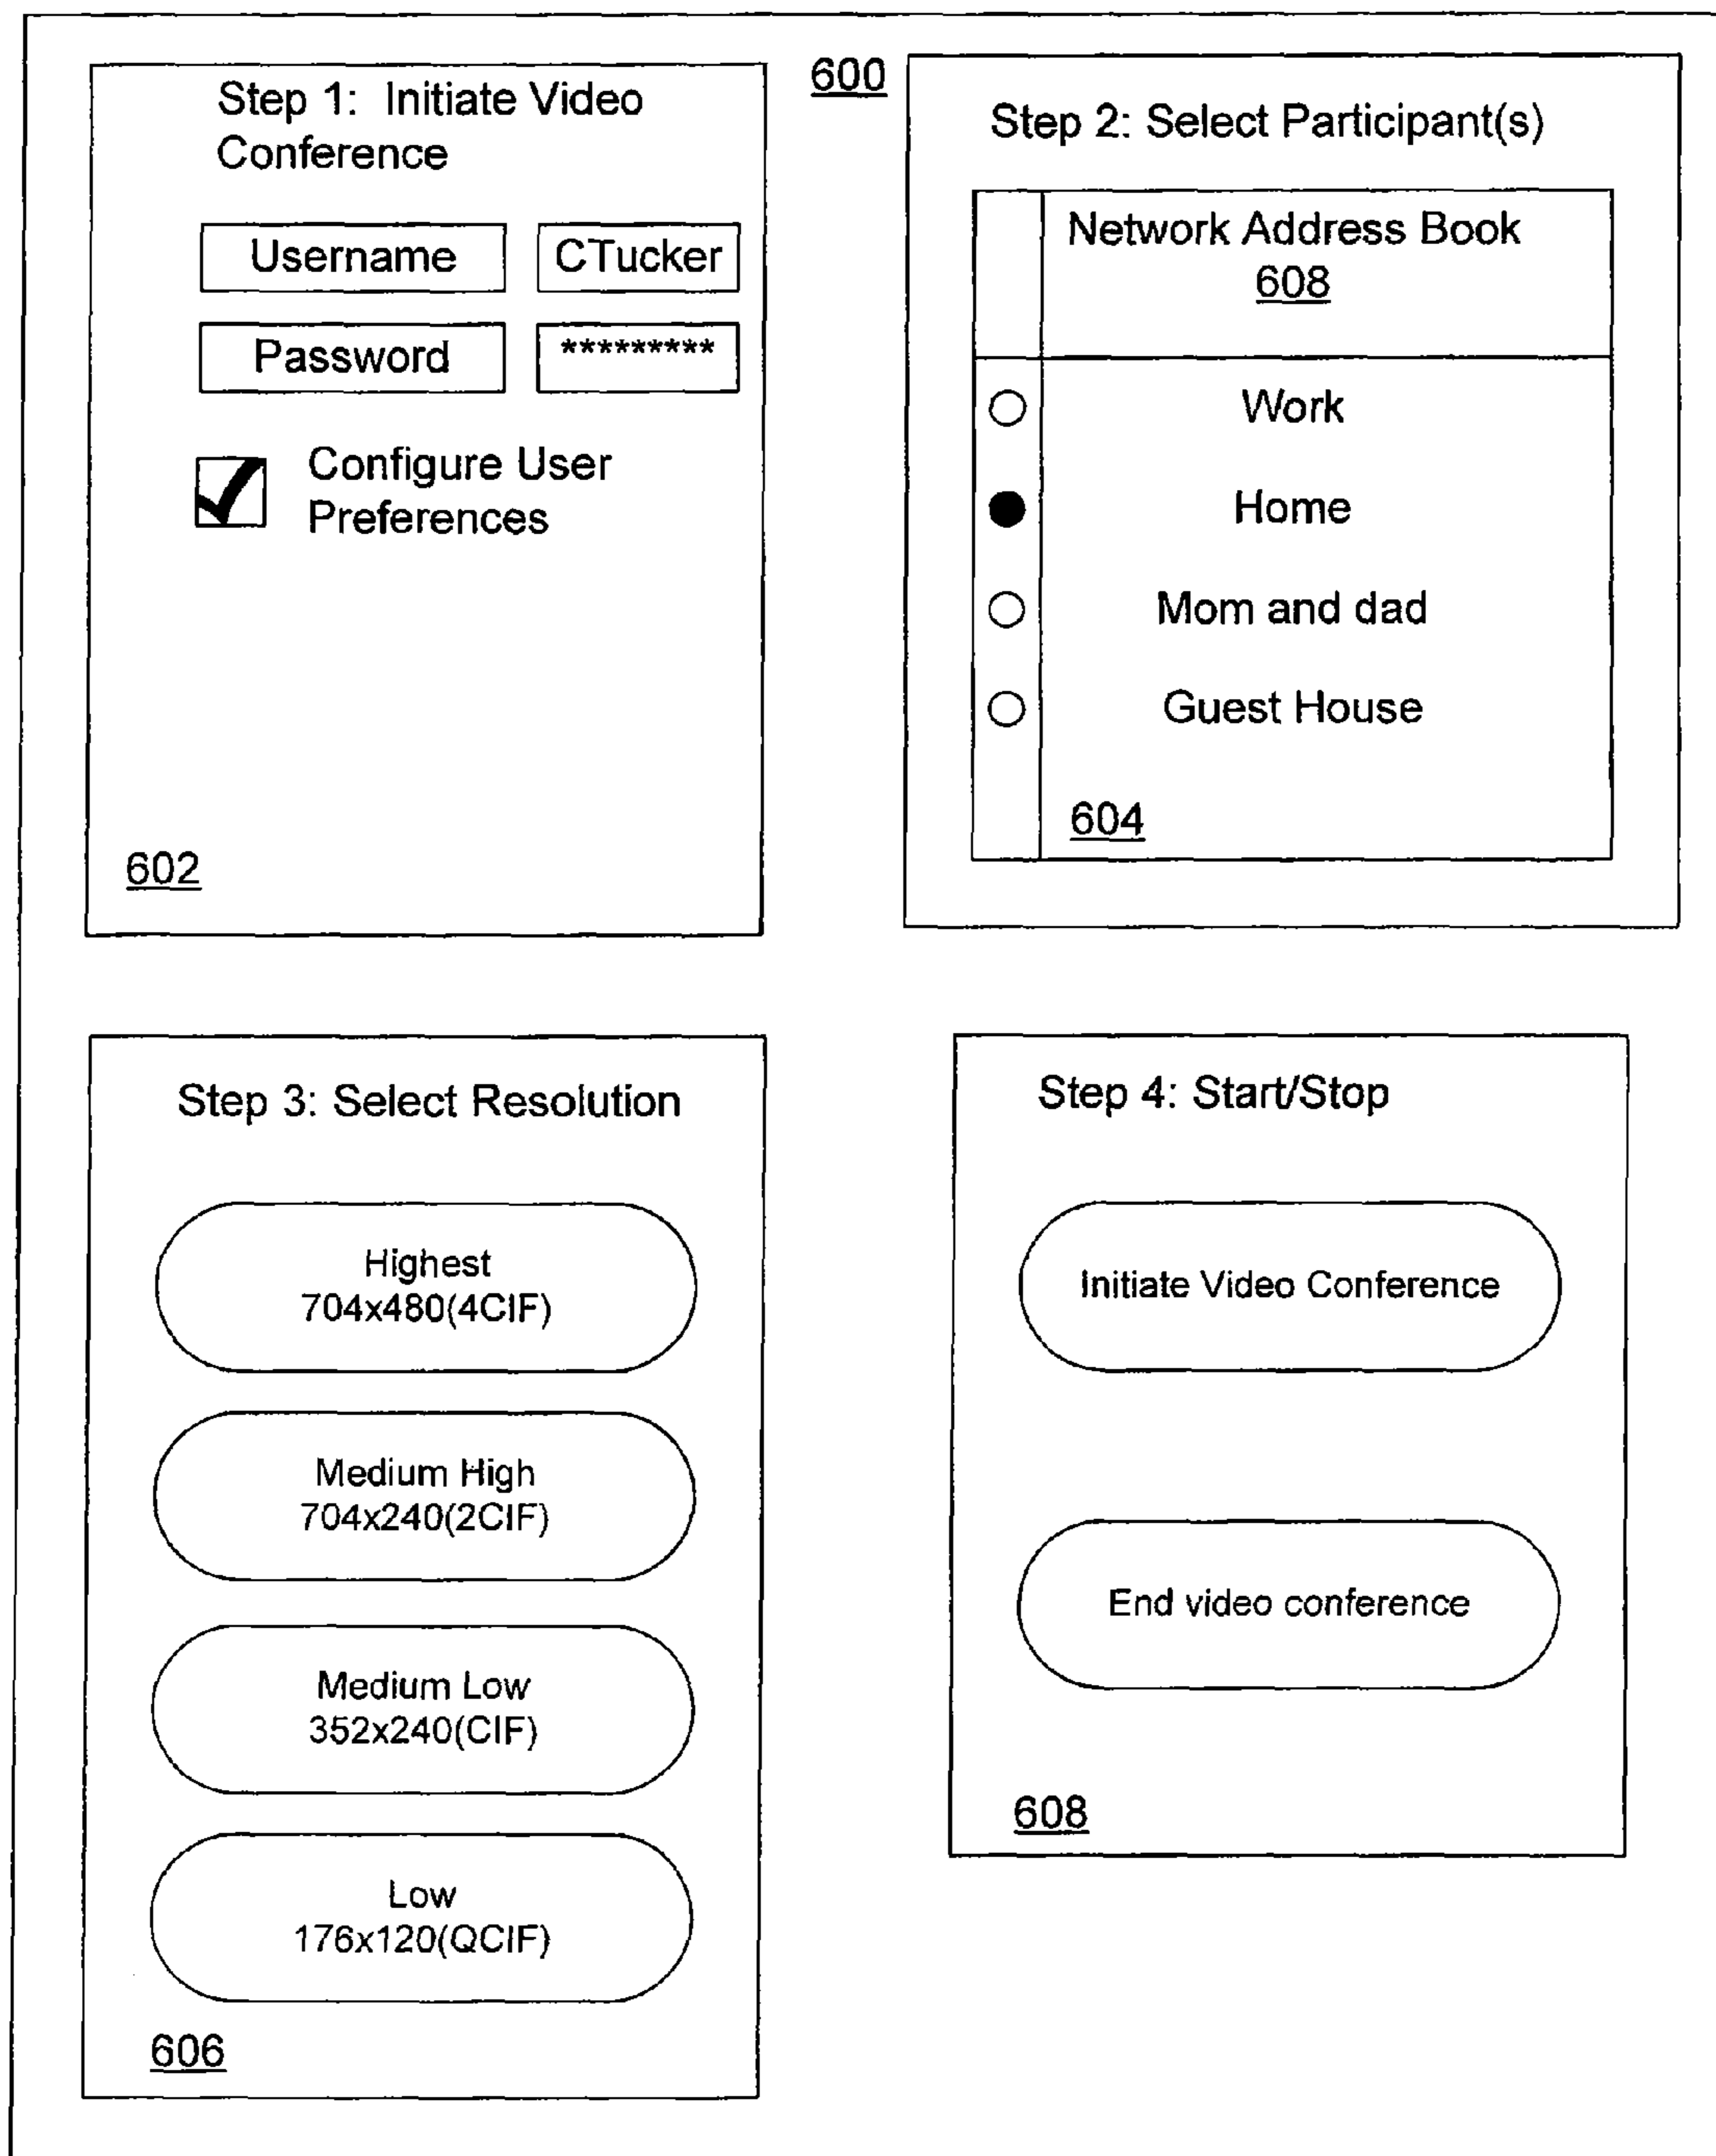 600
Step 1: Initiate Video
Conference
Username
CTucker
Password
*********
Configure User
Preferences
602
Step 2: Select Participant(s)
Network Address Book
608
Work
Home
Mom and dad
Guest House
604
Step 3: Select Resolution
Highest
704x480(4CIF)
Medium High
704x240(2CIF)
Medium Low
352x240(CIF)
Low
176x120(QCIF)
606
Step 4: Start/Stop
Initiate Video Conference
End video conference
608